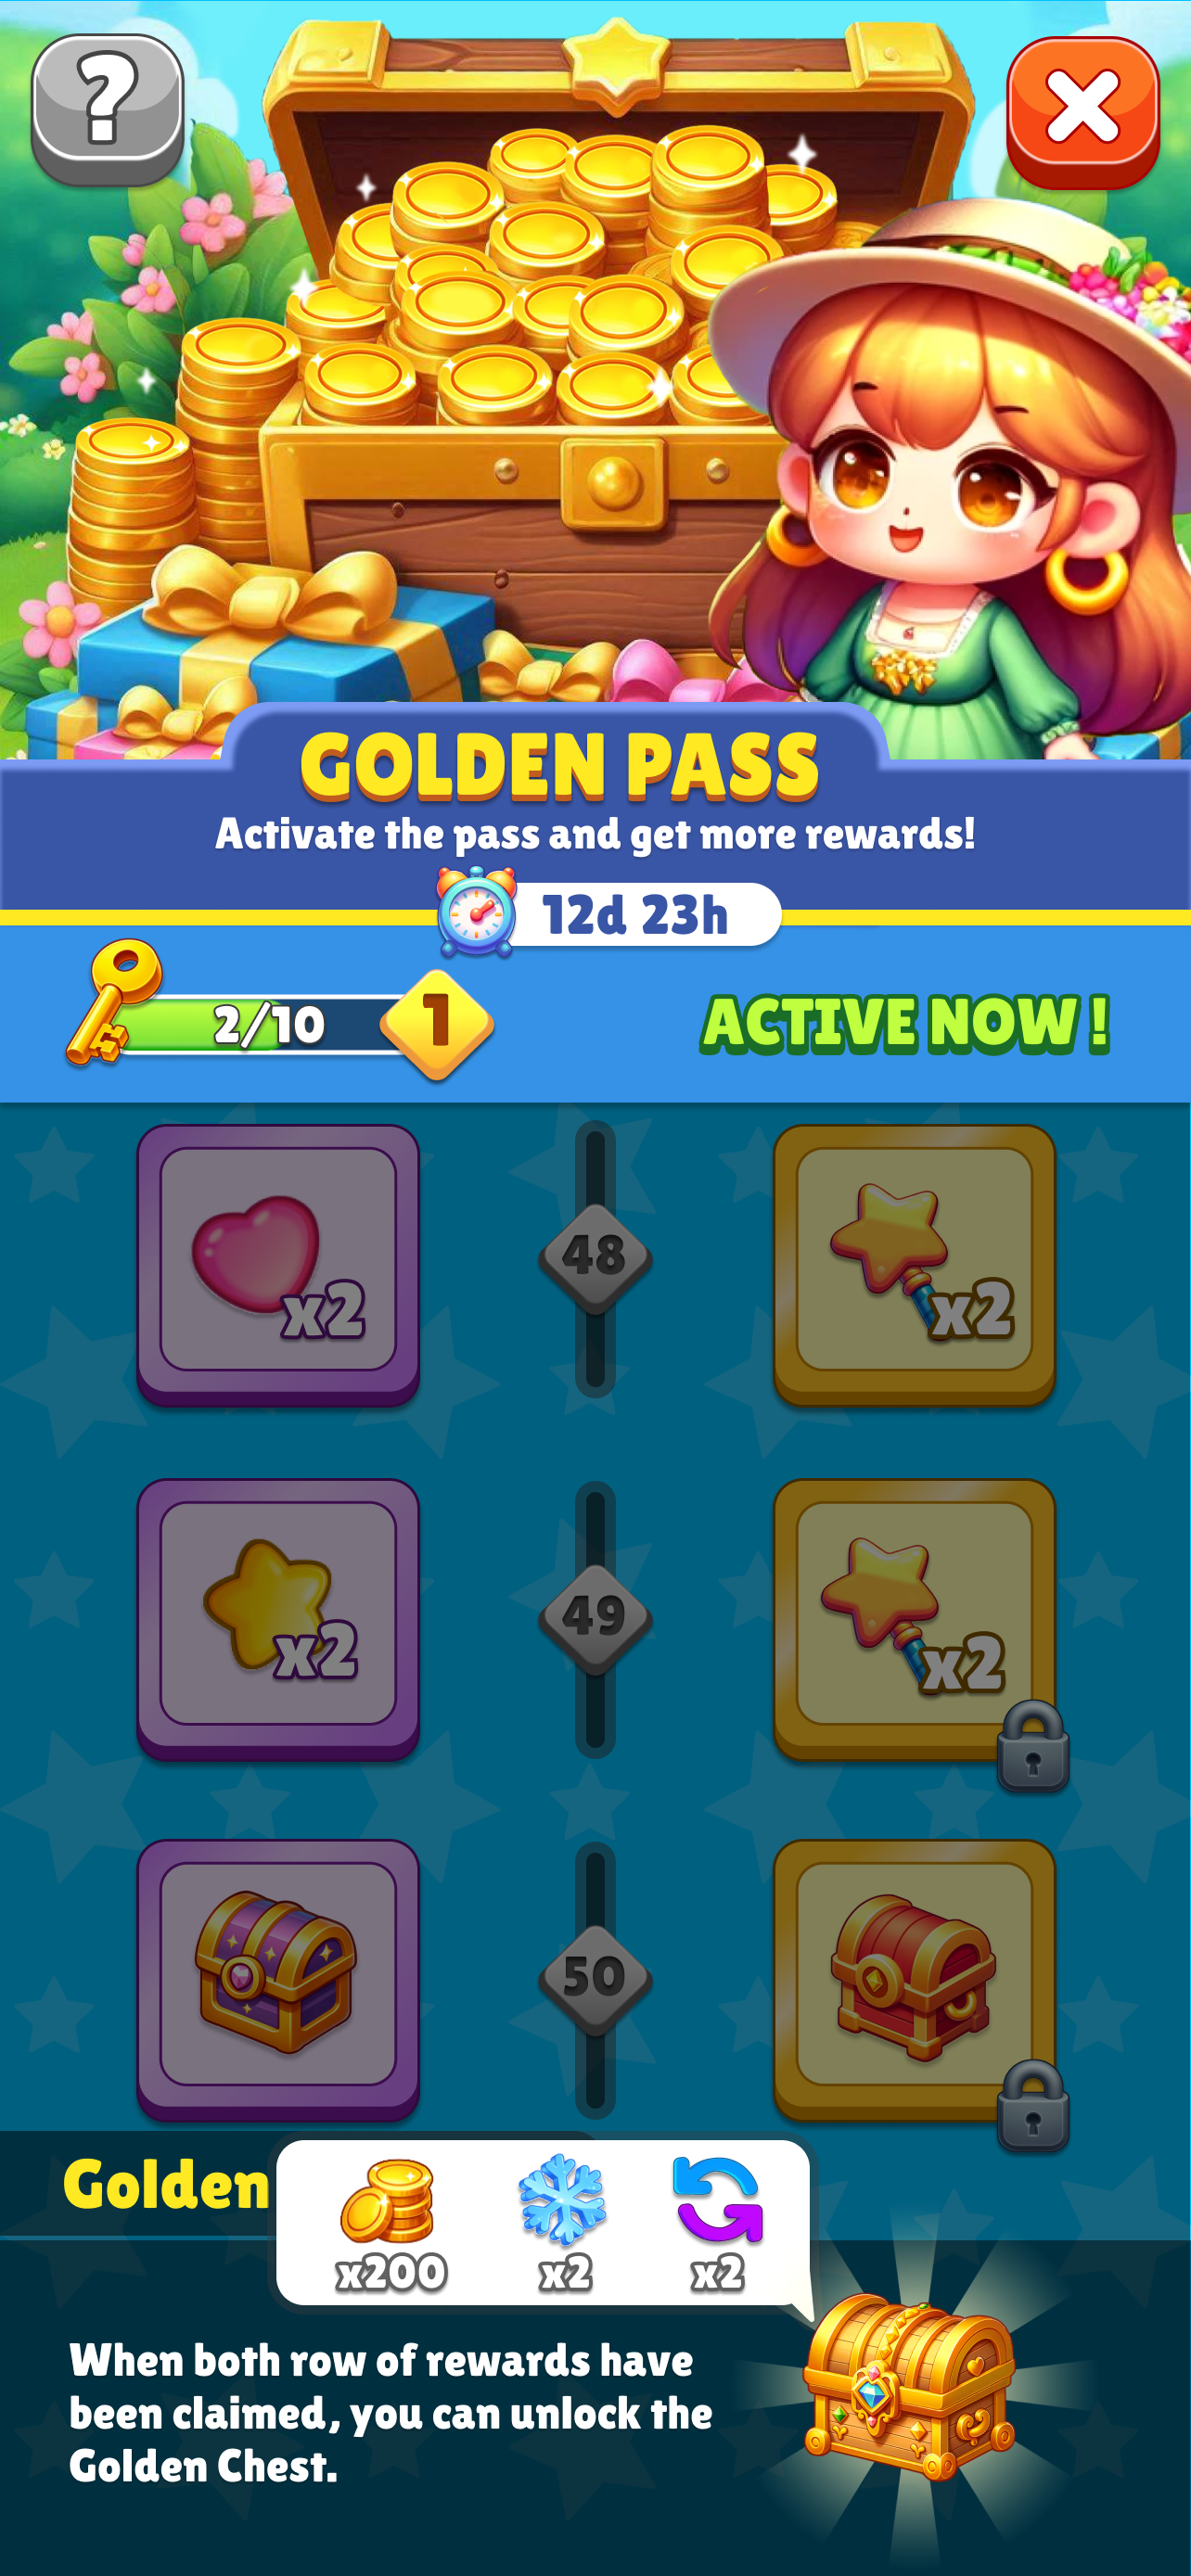 ?
GOLDEN PASS
Activate the pass and get more rewards!
12d 23h
2/10
1
ACTIVE NOW !
x2
48
x2
x2
49
x2
50
Golden
x200
x2
x2
When both row of rewards have
been claimed, you can unlock the
Golden Chest.